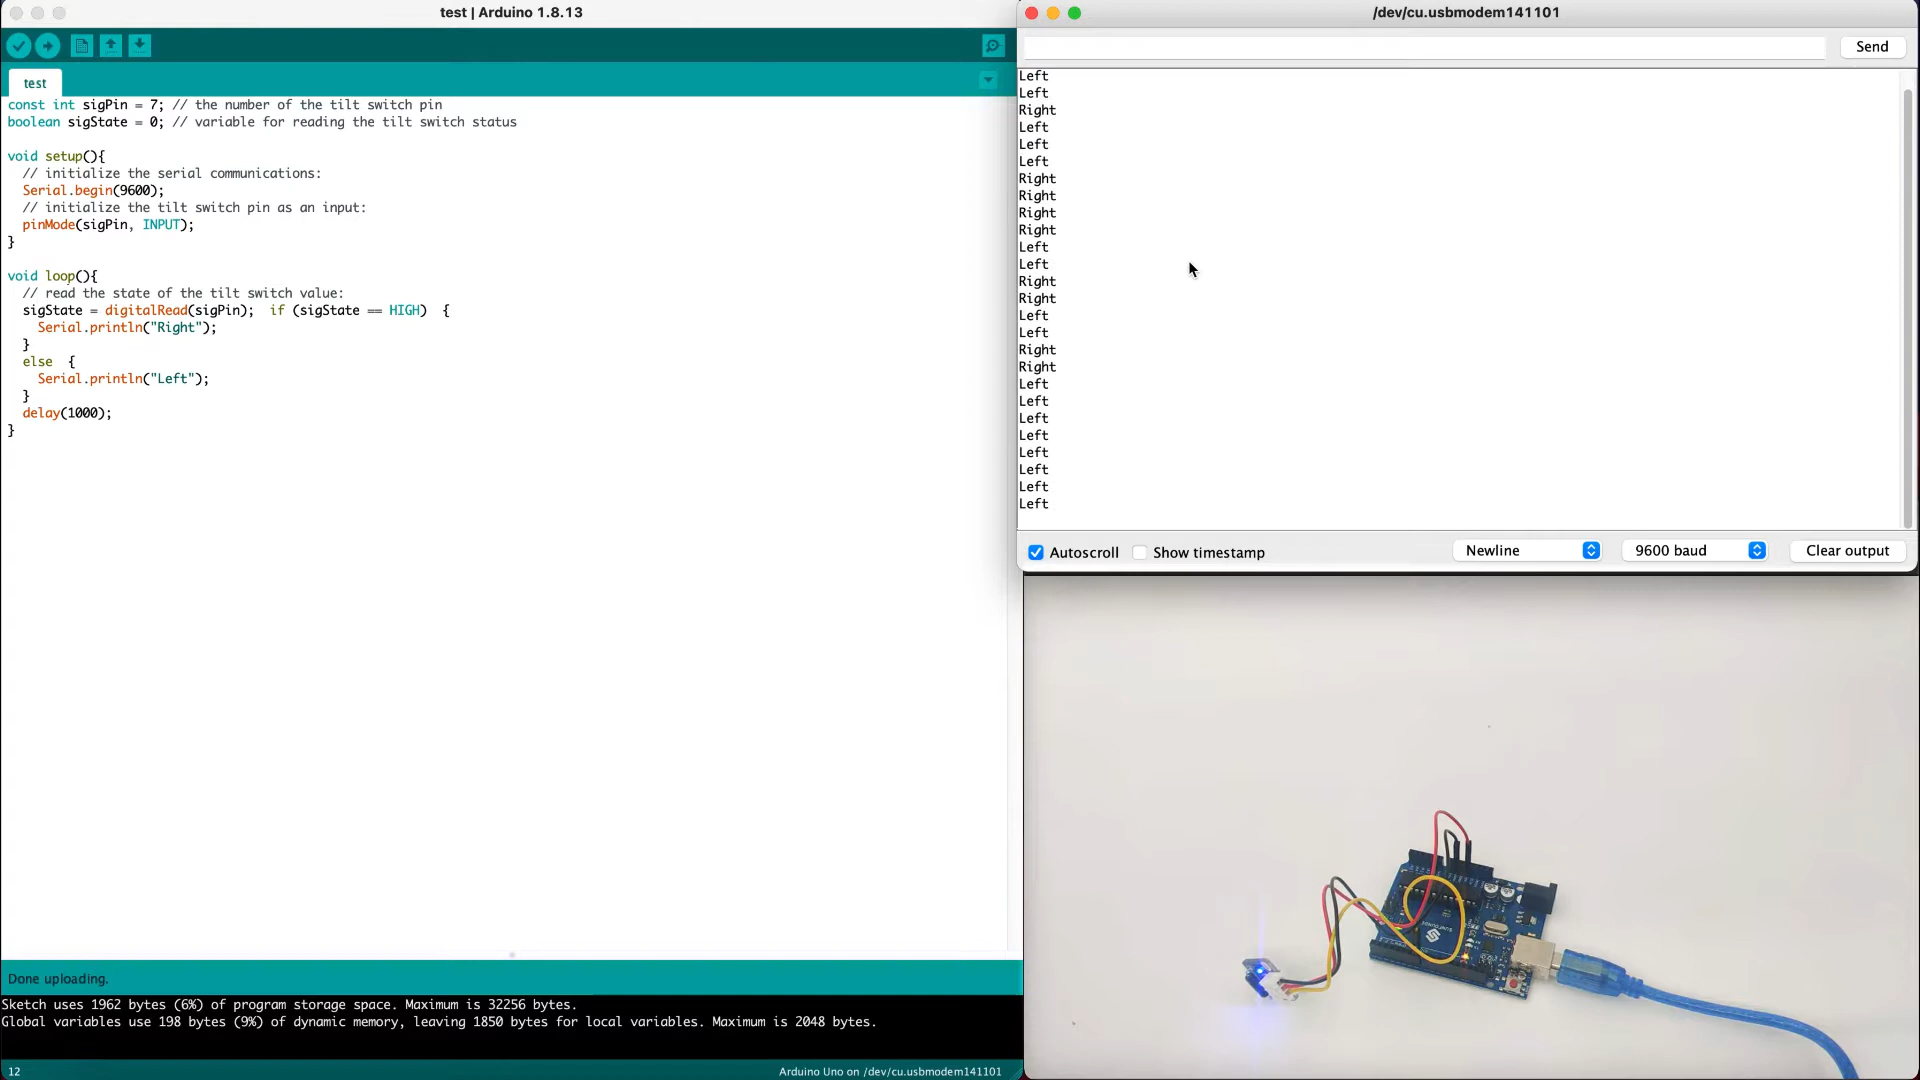 test | Arduino 1.8.13
test
const int sigPin = 7; // the number of the tilt switch pin
boolean sigState = 0; // variable for reading the tilt switch status
void setup(){
  // initialize the serial communications:
  Serial.begin(9600);
  // initialize the tilt switch pin as an input:
  pinMode(sigPin, INPUT);
}
void loop(){
  // read the state of the tilt switch value:
  sigState = digitalRead(sigPin);  if (sigState == HIGH)  {
    Serial.println("Right");
  }
  else  {
    Serial.println("Left");
  }
  delay(1000);
}
Done uploading.
Sketch uses 1962 bytes (6%) of program storage space. Maximum is 32256 bytes.
Global variables use 198 bytes (9%) of dynamic memory, leaving 1850 bytes for local variables. Maximum is 2048 bytes.
12
Arduino Uno on /dev/cu.usbmodem141101
/dev/cu.usbmodem141101
Send
Left
Left
Right
Left
Left
Left
Right
Right
Right
Right
Left
Left
Right
Right
Left
Left
Right
Right
Left
Left
Left
Left
Left
Left
Left
Left
Autoscroll
Show timestamp
Newline
9600 baud
Clear output